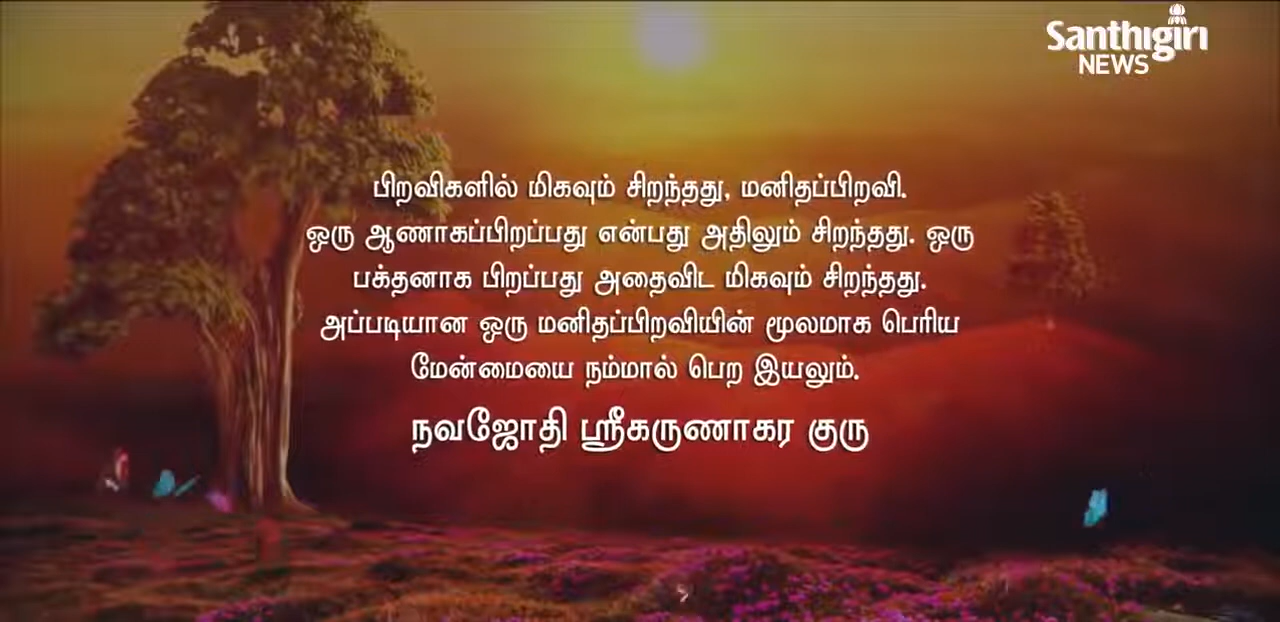 Santhigiri
NEWS
பிறவிகளில் மிகவும் சிறந்தது, மனிதப்பிறவி.
ஒரு ஆணாகப்பிறப்பது என்பது அதிலும் சிறந்தது. ஒரு
பக்தனாக பிறப்பது அதைவிட மிகவும் சிறந்தது.
அப்படியான ஒரு மனிதப்பிறவியின் மூலமாக பெரிய
மேன்மையை நம்மால் பெற இயலும்.
நவஜோதி ஸ்ரீகருணாகர குரு